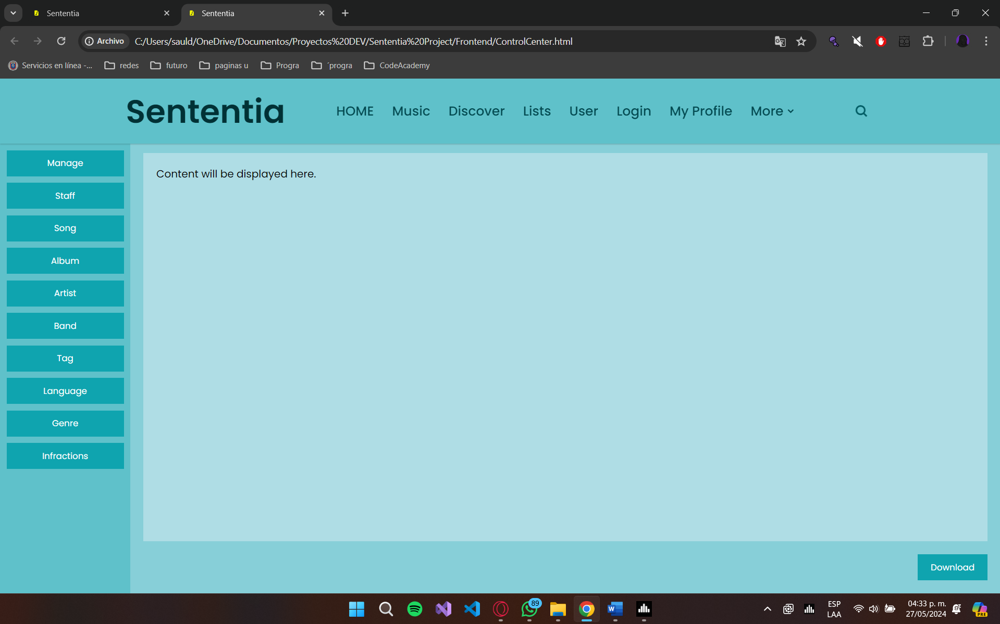 Sententia
Sententia
Archivo C:/Users/sauld/OneDrive/Documentos/Proyectos%20DEV/Sententia%20Project/Frontend/ControlCenter.html
Servicios en línea -... redes futuro paginas u Progra ´progra CodeAcademy
Sententia HOME Music Discover Lists User Login My Profile More
Manage
Staff
Song
Album
Artist
Band
Tag
Language
Genre
Infractions
Content will be displayed here.
Download
89
ESP
LAA
04:33 p. m.
27/05/2024
PRE